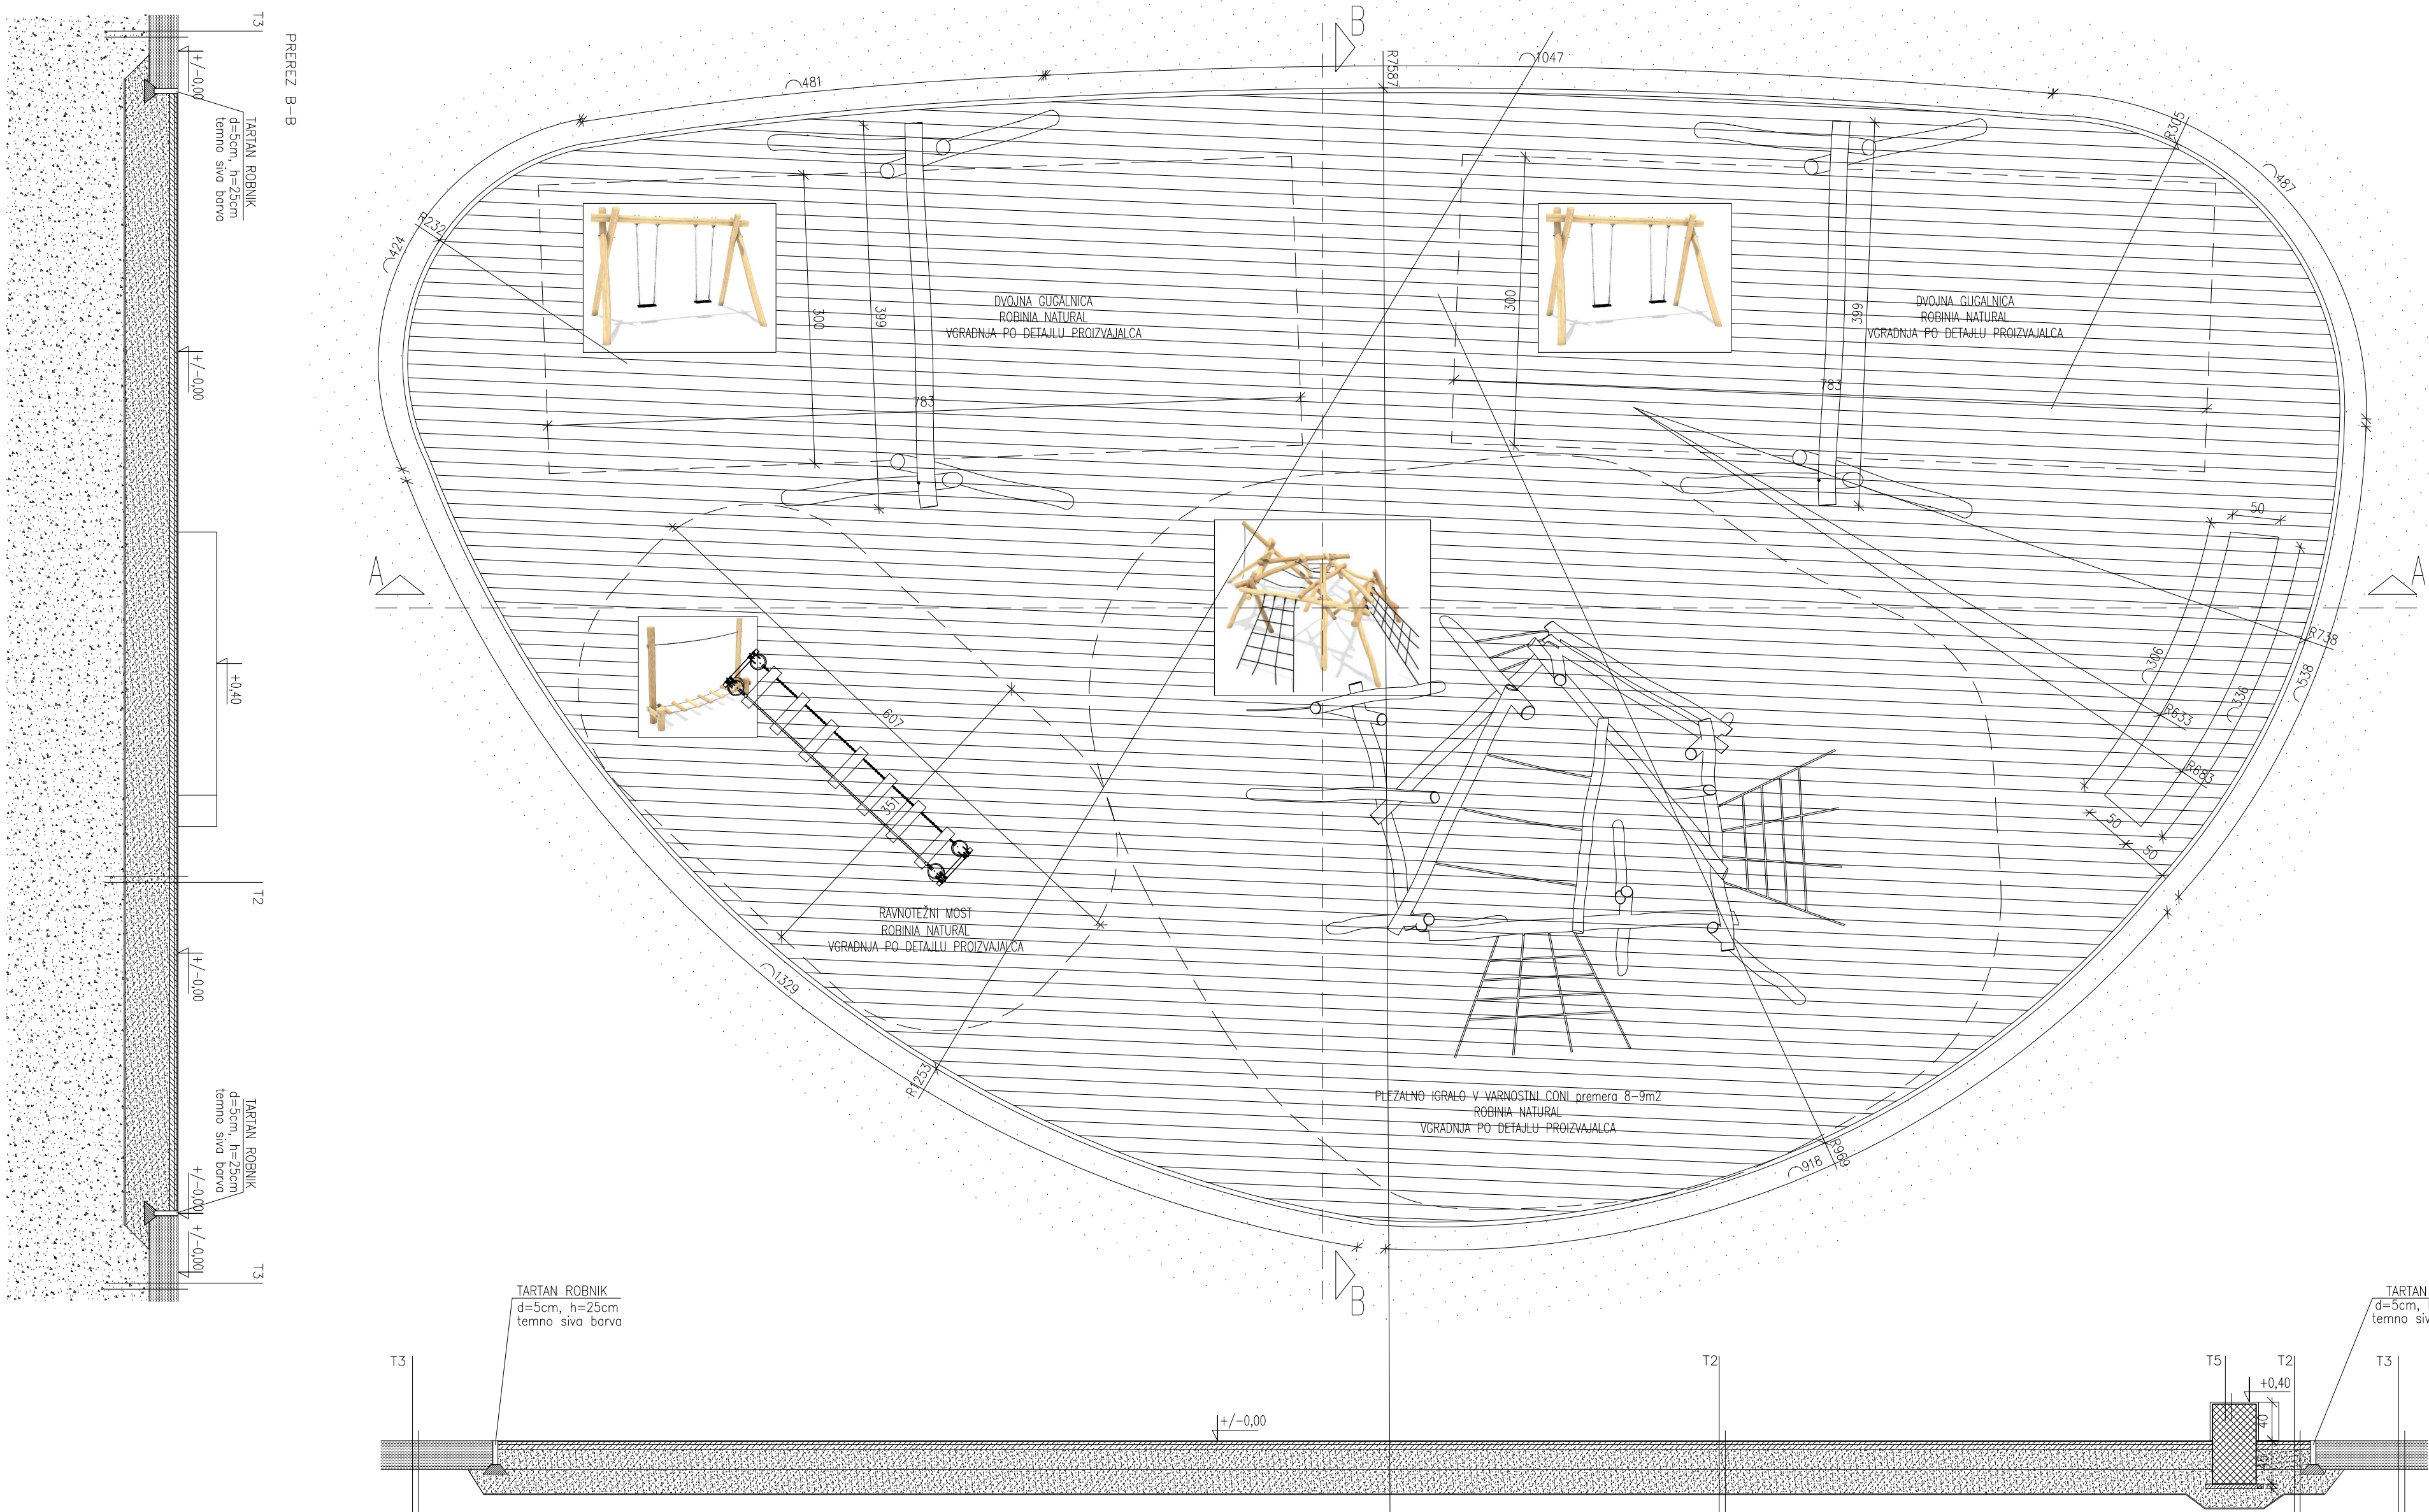 PREREZ B-B
T3
+/-0,00
TARTAN ROBNIK
d=5cm, h=25cm
temno siva barva
+/-0,00
+0,40
T2
+/-0,00
TARTAN ROBNIK
d=5cm, h=25cm
temno siva barva
+/-0,00
+/-0,00
T3
B
R7587
1047
481
R305
487
R232
424
DVOJNA GUGALNICA
ROBINIA NATURAL
VGRADNJA PO DETAJLU PROIZVAJALCA
300
399
783
DVOJNA GUGALNICA
ROBINIA NATURAL
VGRADNJA PO DETAJLU PROIZVAJALCA
300
399
783
50
A
A
306
336
R738
538
R633
R683
50
50
607
351
RAVNOTEŽNI MOST
ROBINIA NATURAL
VGRADNJA PO DETAJLU PROIZVAJALCA
1329
R1253
PLEZALNO IGRALO V VARNOSTNI CONI premera 8-9m2
ROBINIA NATURAL
VGRADNJA PO DETAJLU PROIZVAJALCA
R969
918
B
TARTAN ROBNIK
d=5cm, h=25cm
temno siva barva
TARTAN
d=5cm,
temno siv
T3
T2
T5
T2
T3
+/-0,00
+0,40
40